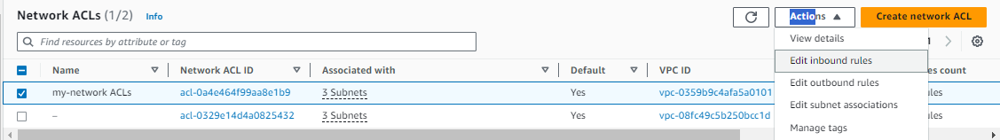 Network ACLs (1/2) Info
Actions
Create network ACL
Find resources by attribute or tag
1
View details
Edit inbound rules
Edit outbound rules
Edit subnet associations
Manage tags
Name Network ACL ID Associated with Default VPC ID es count
my-network ACLs acl-0a4e464f99aa8e1b9 3 Subnets Yes vpc-0359b9c4afa5a0101 ules
– acl-0329e14d4a0825432 3 Subnets Yes vpc-08fc49c5b250bcc1d ules